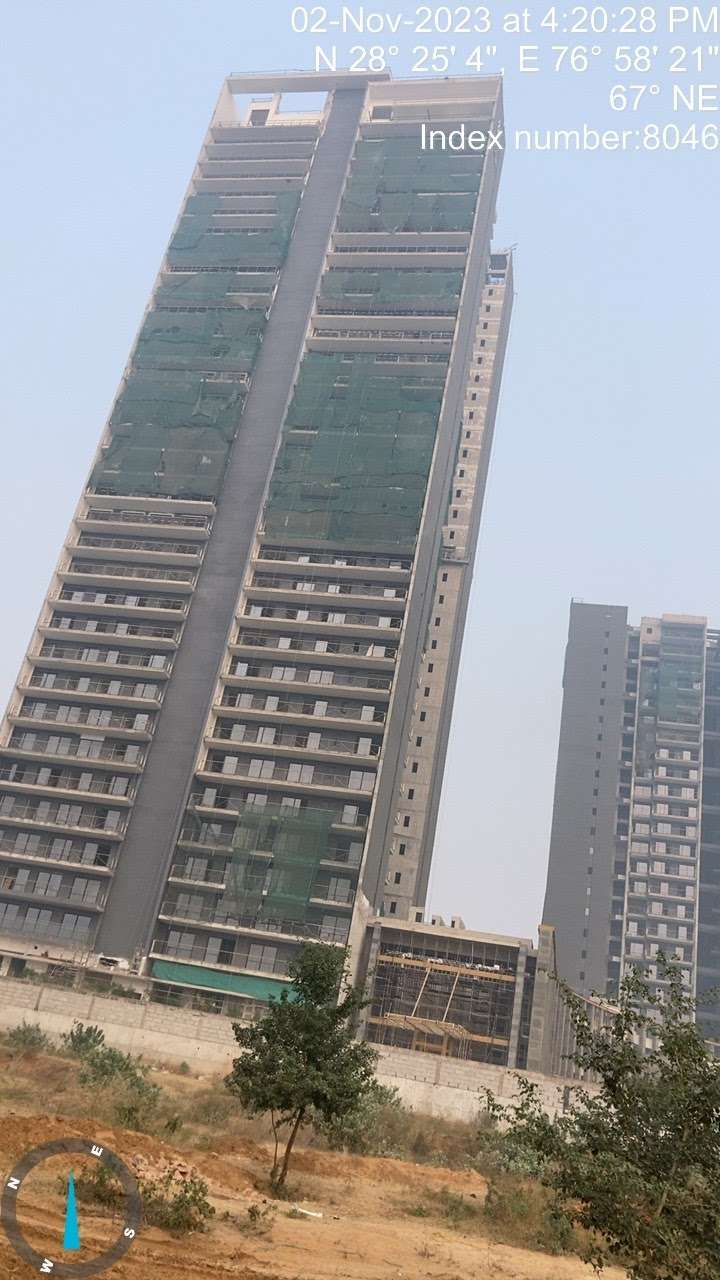 02-Nov-2023 at 4:20:28 PM
N 28° 25' 4", E 76° 58' 21"
67° NE
Index number:8046
N
E
W
S